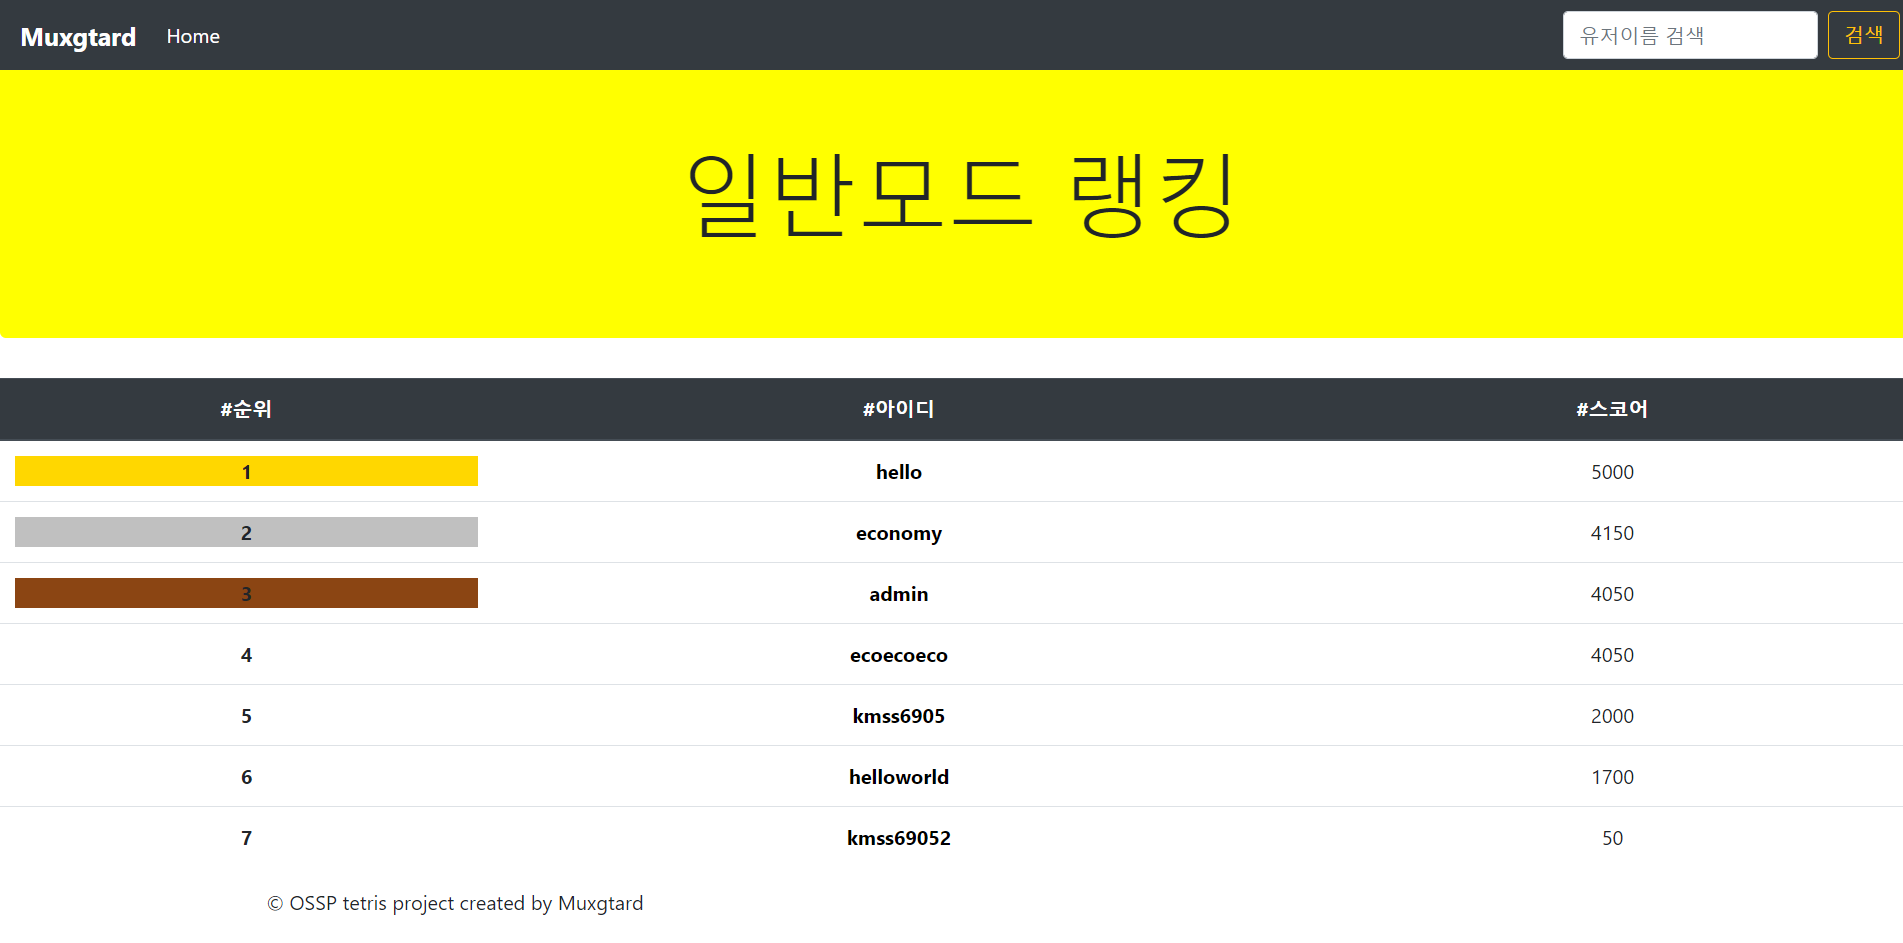 Muxgtard Home 유저이름 검색 검색
일반모드 랭킹
#순위 #아이디 #스코어
1 hello 5000
2 economy 4150
3 admin 4050
4 ecoecoeco 4050
5 kmss6905 2000
6 helloworld 1700
7 kmss69052 50
© OSSP tetris project created by Muxgtard